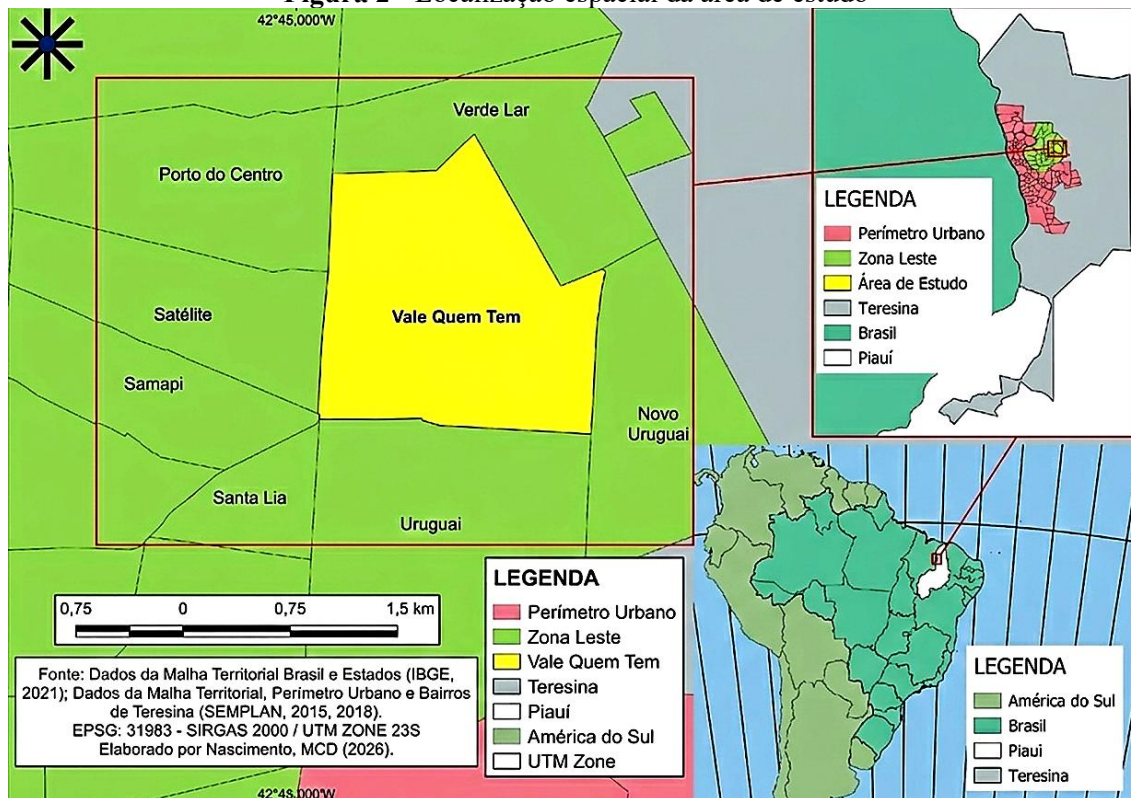 Figura 2 - Localização espacial da área de estudo
42°45,000'W
Verde Lar
Porto do Centro
Satélite
Vale Quem Tem
Samapi
Novo
Uruguai
Santa Lia
Uruguai
0,75 0 0,75 1,5 km
Fonte: Dados da Malha Territorial Brasil e Estados (IBGE,
2021); Dados da Malha Territorial, Perímetro Urbano e Bairros
de Teresina (SEMPLAN, 2015, 2018).
EPSG: 31983 - SIRGAS 2000 / UTM ZONE 23S
Elaborado por Nascimento, MCD (2026).
42°48,000'W
LEGENDA
Perímetro Urbano
Zona Leste
Vale Quem Tem
Teresina
Piauí
América do Sul
UTM Zone
LEGENDA
Perímetro Urbano
Zona Leste
Área de Estudo
Teresina
Brasil
Piauí
LEGENDA
América do Sul
Brasil
Piaui
Teresina